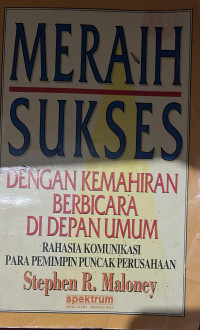 MERAIH
SUKSES
DENGAN KEMAHIRAN
BERBICARA
DI DEPAN UMUM
RAHASIA KOMUNIKASI
PARA PEMIMPIN PUNCAK PERUSAHAAN
Stephen R. Maloney
spektrum